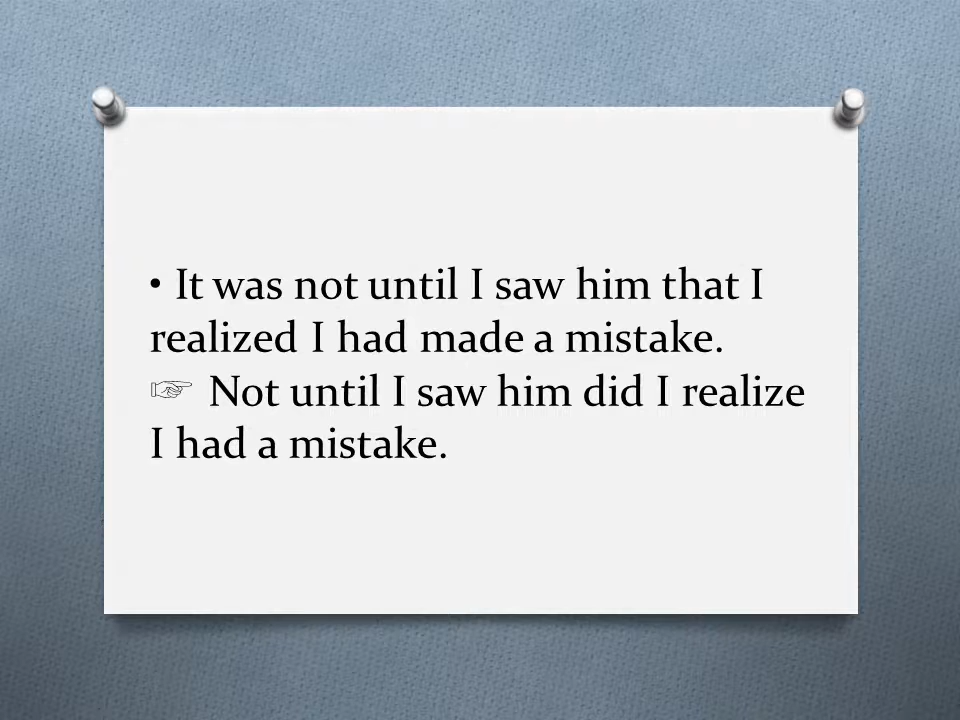 • It was not until I saw him that I
realized I had made a mistake.
☞ Not until I saw him did I realize
I had a mistake.